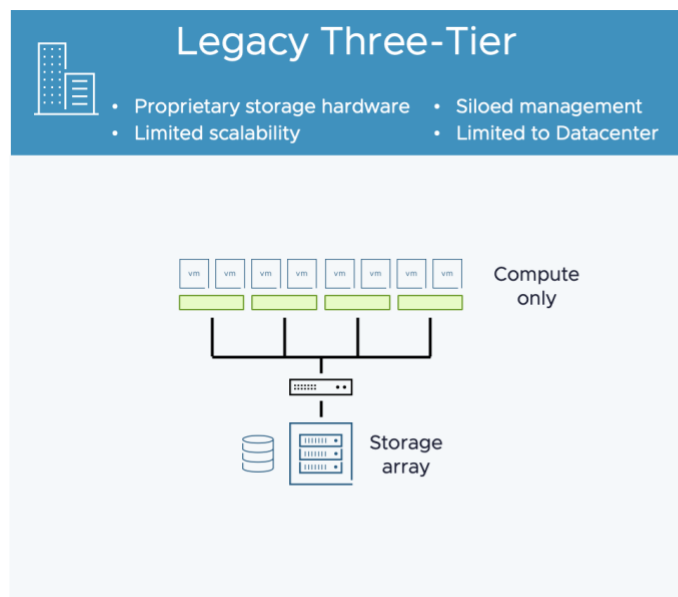 Legacy Three-Tier
• Proprietary storage hardware
• Limited scalability
• Siloed management
• Limited to Datacenter
vm vm vm vm vm vm vm vm
Compute
only
Storage
array